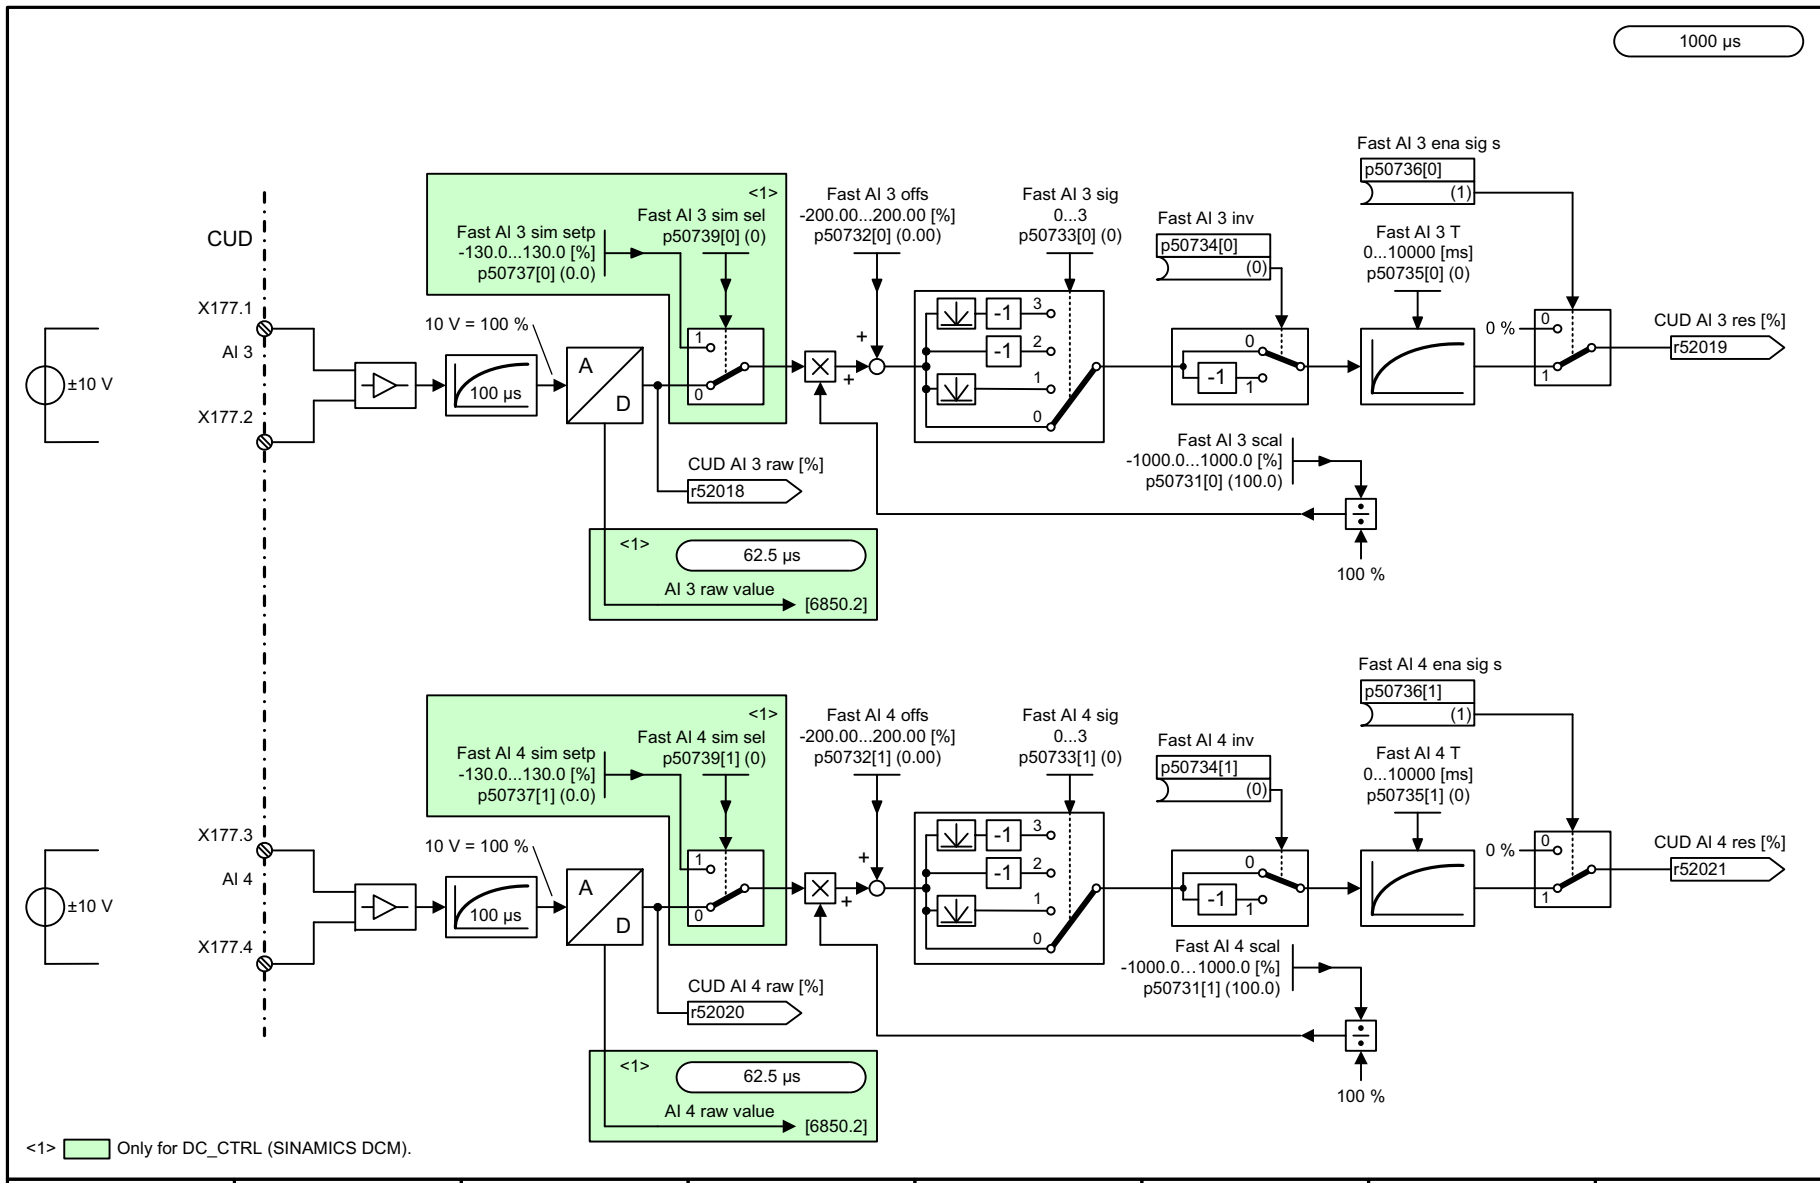 1000 µs
Fast AI 3 ena sig s
p50736[0]
(1)
<1>
Fast AI 3 sim setp
-130.0...130.0 [%]
p50737[0] (0.0)
Fast AI 3 sim sel
p50739[0] (0)
Fast AI 3 offs
-200.00...200.00 [%]
p50732[0] (0.00)
Fast AI 3 sig
0...3
p50733[0] (0)
Fast AI 3 inv
p50734[0]
(0)
Fast AI 3 T
0...10000 [ms]
p50735[0] (0)
CUD
X177.1
AI 3
X177.2
±10 V
10 V = 100 %
100 µs
A
D
1
0
+
+
3
-1
2
-1
1
0
0
-1
1
0 %
0
1
CUD AI 3 res [%]
r52019
CUD AI 3 raw [%]
r52018
Fast AI 3 scal
-1000.0...1000.0 [%]
p50731[0] (100.0)
100 %
<1>
62.5 µs
AI 3 raw value
[6850.2]
Fast AI 4 ena sig s
p50736[1]
(1)
<1>
Fast AI 4 sim setp
-130.0...130.0 [%]
p50737[1] (0.0)
Fast AI 4 sim sel
p50739[1] (0)
Fast AI 4 offs
-200.00...200.00 [%]
p50732[1] (0.00)
Fast AI 4 sig
0...3
p50733[1] (0)
Fast AI 4 inv
p50734[1]
(0)
Fast AI 4 T
0...10000 [ms]
p50735[1] (0)
X177.3
AI 4
X177.4
±10 V
10 V = 100 %
100 µs
A
D
1
0
+
+
3
-1
2
-1
1
0
0
-1
1
0 %
0
1
CUD AI 4 res [%]
r52021
CUD AI 4 raw [%]
r52020
Fast AI 4 scal
-1000.0...1000.0 [%]
p50731[1] (100.0)
100 %
<1>
62.5 µs
AI 4 raw value
[6850.2]
<1> Only for DC_CTRL (SINAMICS DCM).